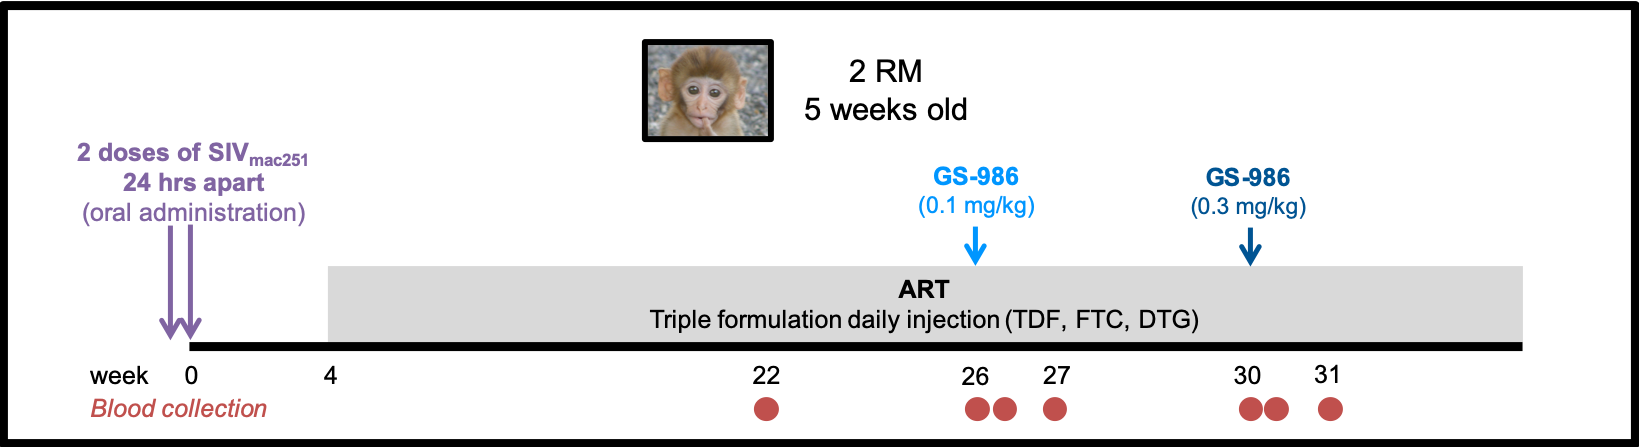 2 RM
5 weeks old
2 doses of SIVmac251
24 hrs apart
(oral administration)
GS-986
(0.1 mg/kg)
GS-986
(0.3 mg/kg)
ART
Triple formulation daily injection (TDF, FTC, DTG)
week 0 4 22 26 27 30 31
Blood collection